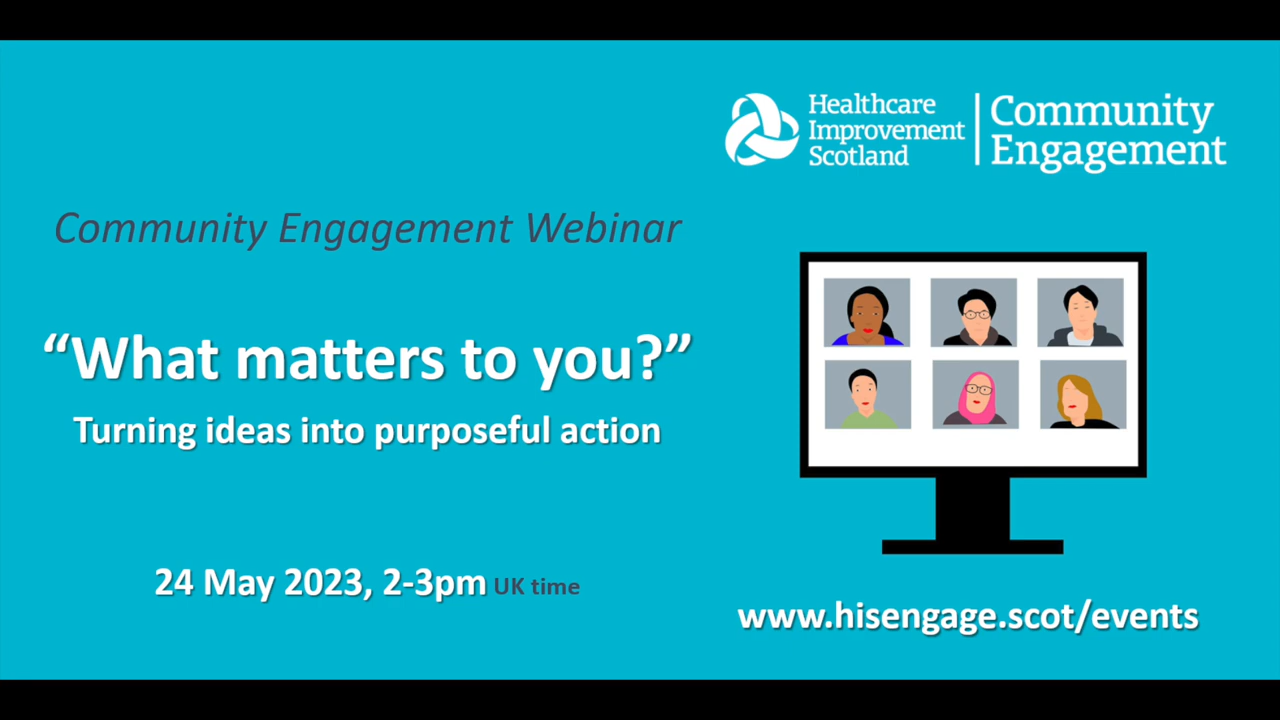 Healthcare
Improvement
Scotland
Community
Engagement
Community Engagement Webinar
“What matters to you?”
Turning ideas into purposeful action
24 May 2023, 2-3pm UK time
www.hisengage.scot/events